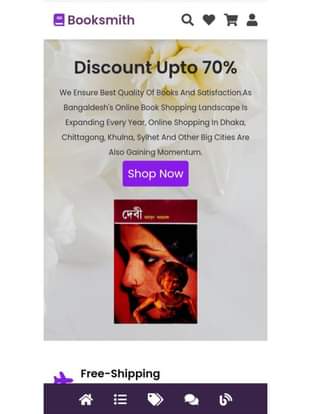 Booksmith
Discount Upto 70%
We Ensure Best Quality Of Books And Satisfaction.As
Bangaldesh's Online Book Shopping Landscape Is
Expanding Every Year, Online Shopping In Dhaka,
Chittagong, Khulna, Sylhet And Other Big Cities Are
Also Gaining Momentum.
Shop Now
দেবী
Free-Shipping